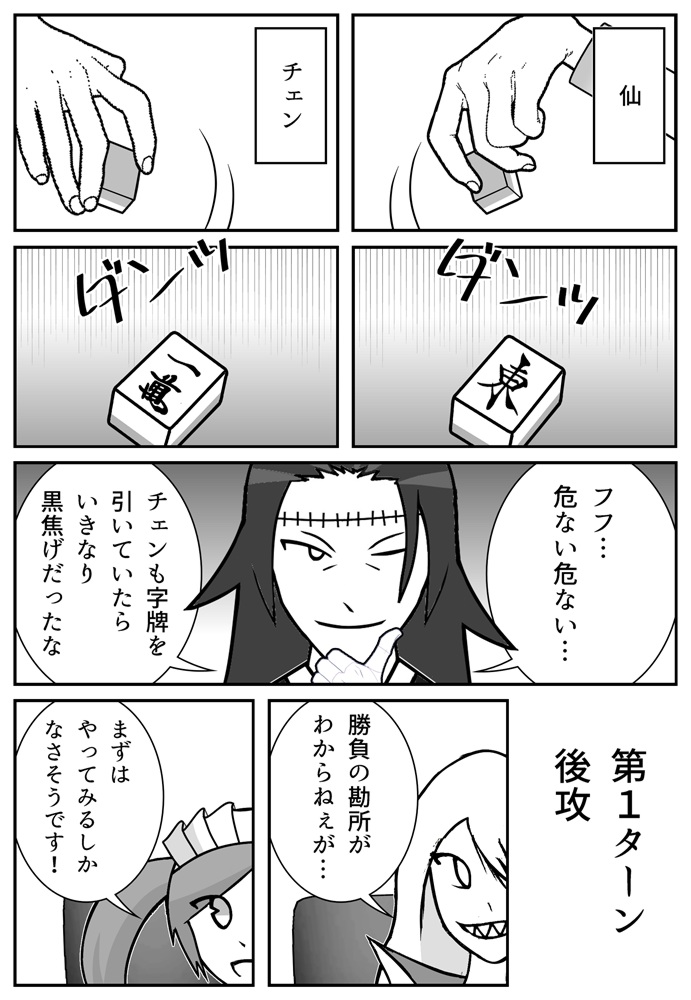 仙
チェン
ダンッ
東
ダンッ
一
萬
フフ…
危ない危ない…
チェンも字牌を
引いていたら
いきなり
黒焦げだったな
第1ターン
後攻
勝負の勘所が
わからねぇが…
まずは
やってみるしか
なさそうです!